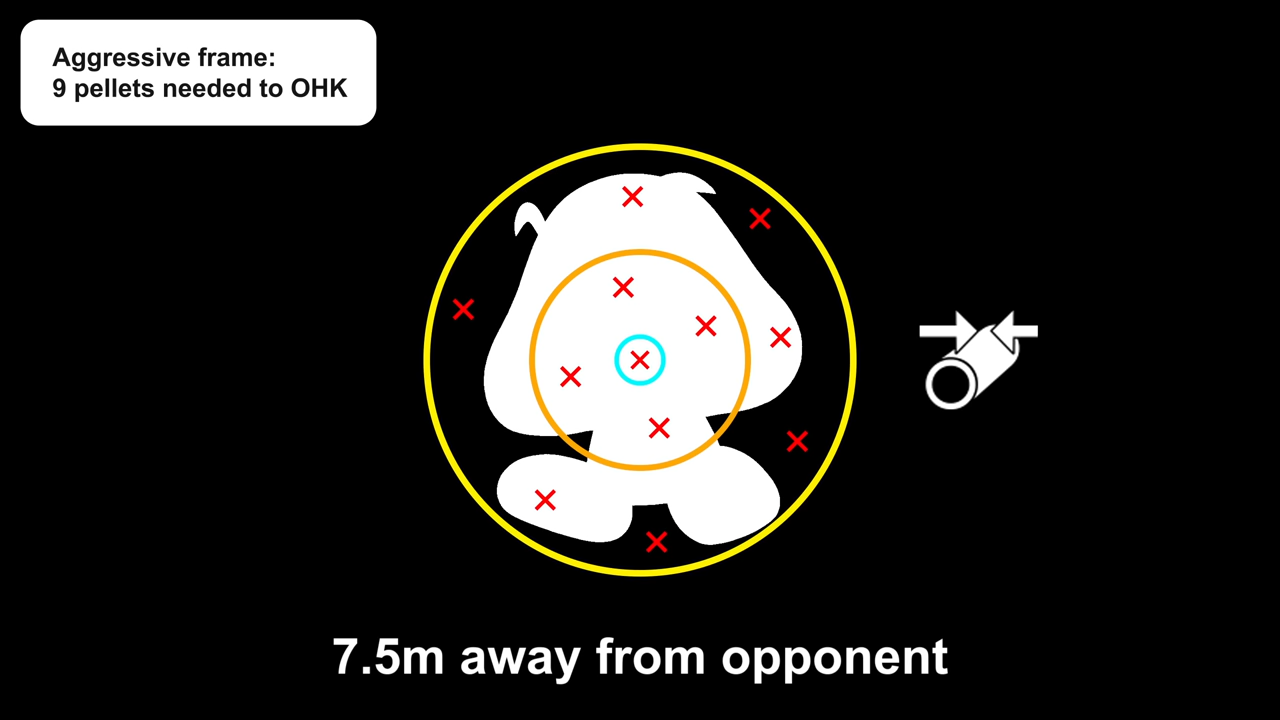 Aggressive frame:
9 pellets needed to OHK
7.5m away from opponent